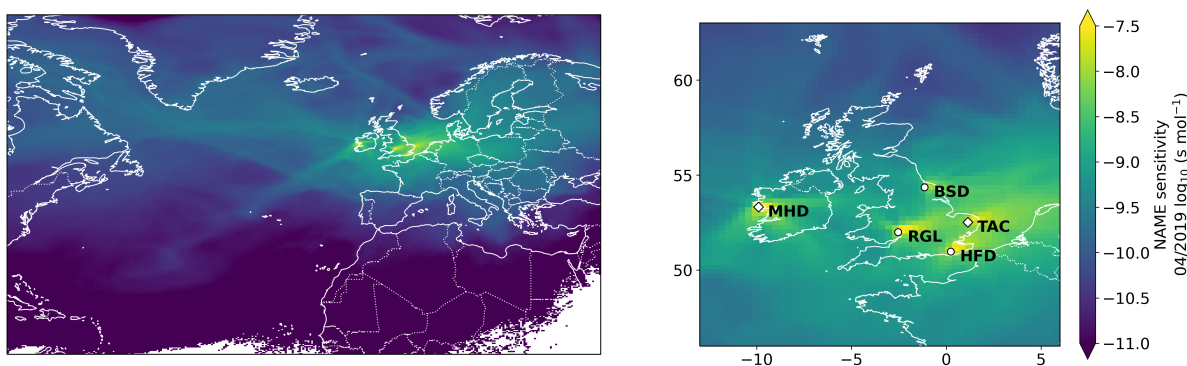 60
55
50
−10
−5
0
5
BSD
MHD
TAC
RGL
HFD
−7.5
−8.0
−8.5
−9.0
−9.5
−10.0
−10.5
−11.0
NAME sensitivity
04/2019 log₁₀ (s mol⁻¹)